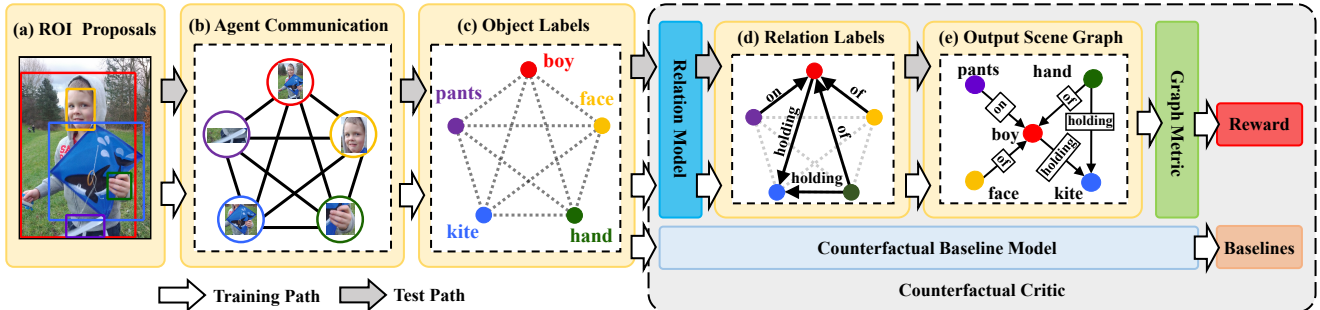 (a) ROI Proposals
(b) Agent Communication
(c) Object Labels
boy
pants
face
kite
hand
Relation Model
(d) Relation Labels
on
of
holding
of
holding
(e) Output Scene Graph
pants
hand
on
of
holding
boy
of
holding
face
kite
Graph Metric
Reward
Counterfactual Baseline Model
Baselines
Counterfactual Critic
Training Path
Test Path